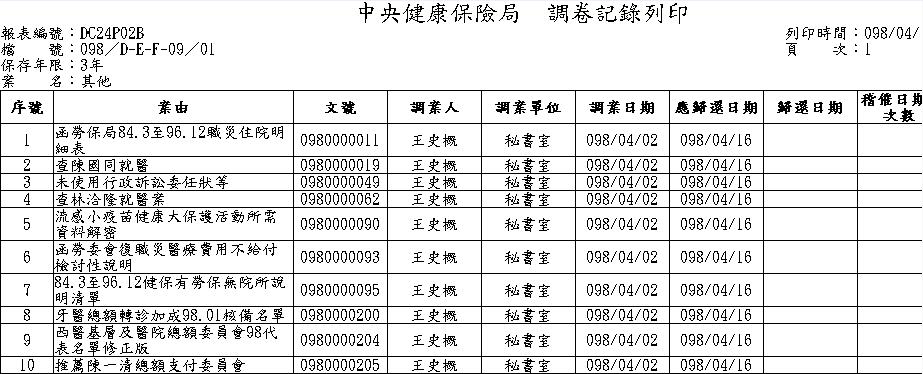 中央健康保險局 調卷記錄列印
報表編號：DC24P02B 列印時間：098/04/
檔 號：098／D-E-F-09／01 頁 次：1
保存年限：3年
案 名：其他
序號 案由 文號 調案人 調案單位 調案日期 應歸還日期 歸還日期 稽催日期
次數
1 函勞保局84.3至96.12職災住院明 0980000011 王史概 秘書室 098/04/02 098/04/16
細表
2 查陳國同就醫 0980000019 王史概 秘書室 098/04/02 098/04/16
3 未使用行政訴訟委任狀等 0980000049 王史概 秘書室 098/04/02 098/04/16
4 查林洽隆就醫案 0980000062 王史概 秘書室 098/04/02 098/04/16
5 流感小疫苗健康大保護活動所需 0980000090 王史概 秘書室 098/04/02 098/04/16
資料解密
6 函勞委會復職災醫療費用不給付 0980000093 王史概 秘書室 098/04/02 098/04/16
檢討性說明
7 84.3至96.12健保有勞保無院所說 0980000095 王史概 秘書室 098/04/02 098/04/16
明清單
8 牙醫總額轉診加成98.01核備名單 0980000200 王史概 秘書室 098/04/02 098/04/16
9 西醫基層及醫院總額委員會98代 0980000204 王史概 秘書室 098/04/02 098/04/16
表名單修正版
10 推薦陳一清總額支付委員會 0980000205 王史概 秘書室 098/04/02 098/04/16